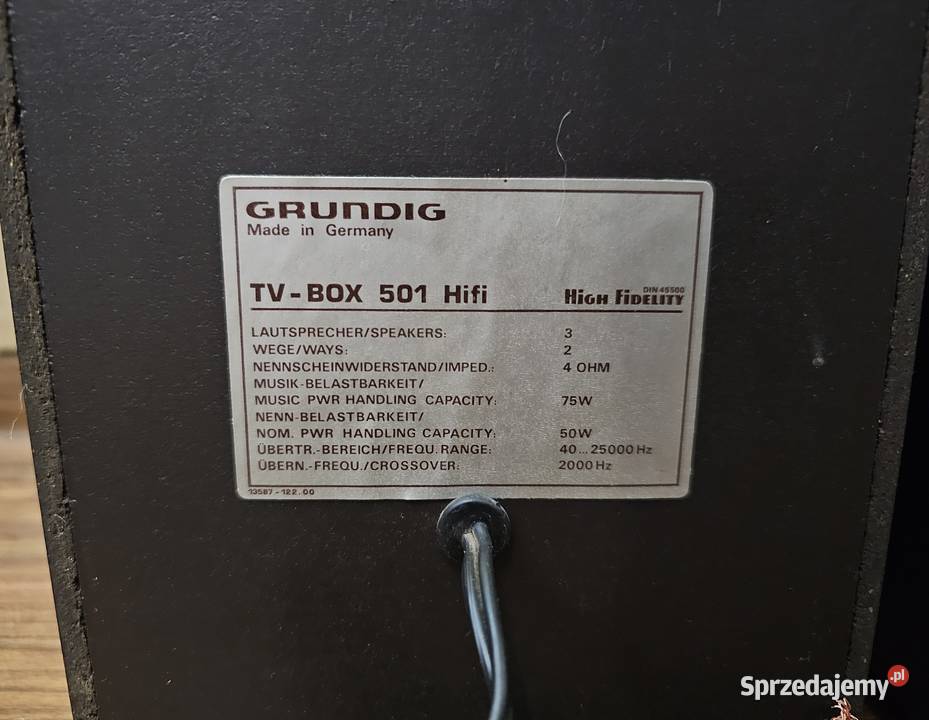 GRUNDIG
Made in Germany
TV-BOX 501 Hifi
DIN 45500
HIGH FIDELITY
LAUTSPRECHER/SPEAKERS: 3
WEGE/WAYS: 2
NENNSCHEINWIDERSTAND/IMPED.: 4 OHM
MUSIK-BELASTBARKEIT/
MUSIC PWR HANDLING CAPACITY: 75W
NENN-BELASTBARKEIT/
NOM. PWR HANDLING CAPACITY: 50W
ÜBERTR.-BEREICH/FREQU. RANGE: 40...25000 Hz
ÜBERN.-FREQU./CROSSOVER: 2000 Hz
13587-122.00
Sprzedajemy.pl